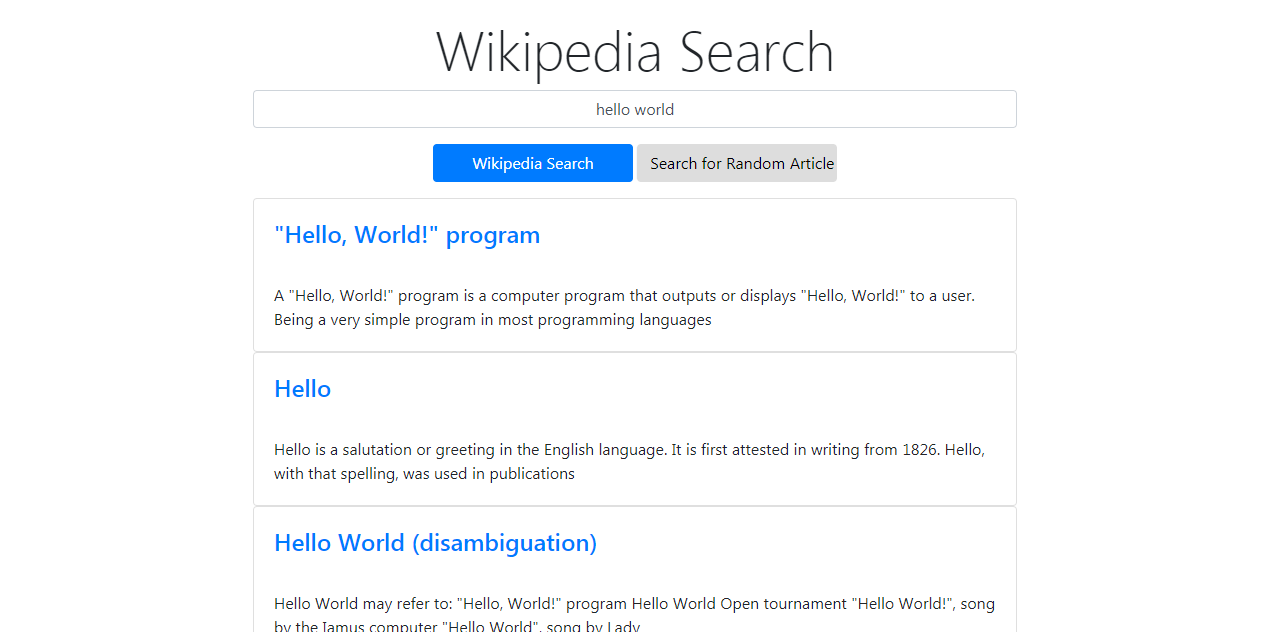 Wikipedia Search
hello world
Wikipedia Search
Search for Random Article
"Hello, World!" program
A "Hello, World!" program is a computer program that outputs or displays "Hello, World!" to a user.
Being a very simple program in most programming languages
Hello
Hello is a salutation or greeting in the English language. It is first attested in writing from 1826. Hello,
with that spelling, was used in publications
Hello World (disambiguation)
Hello World may refer to: "Hello, World!" program Hello World Open tournament "Hello World!", song
by the Iamus computer "Hello World", song by Lady